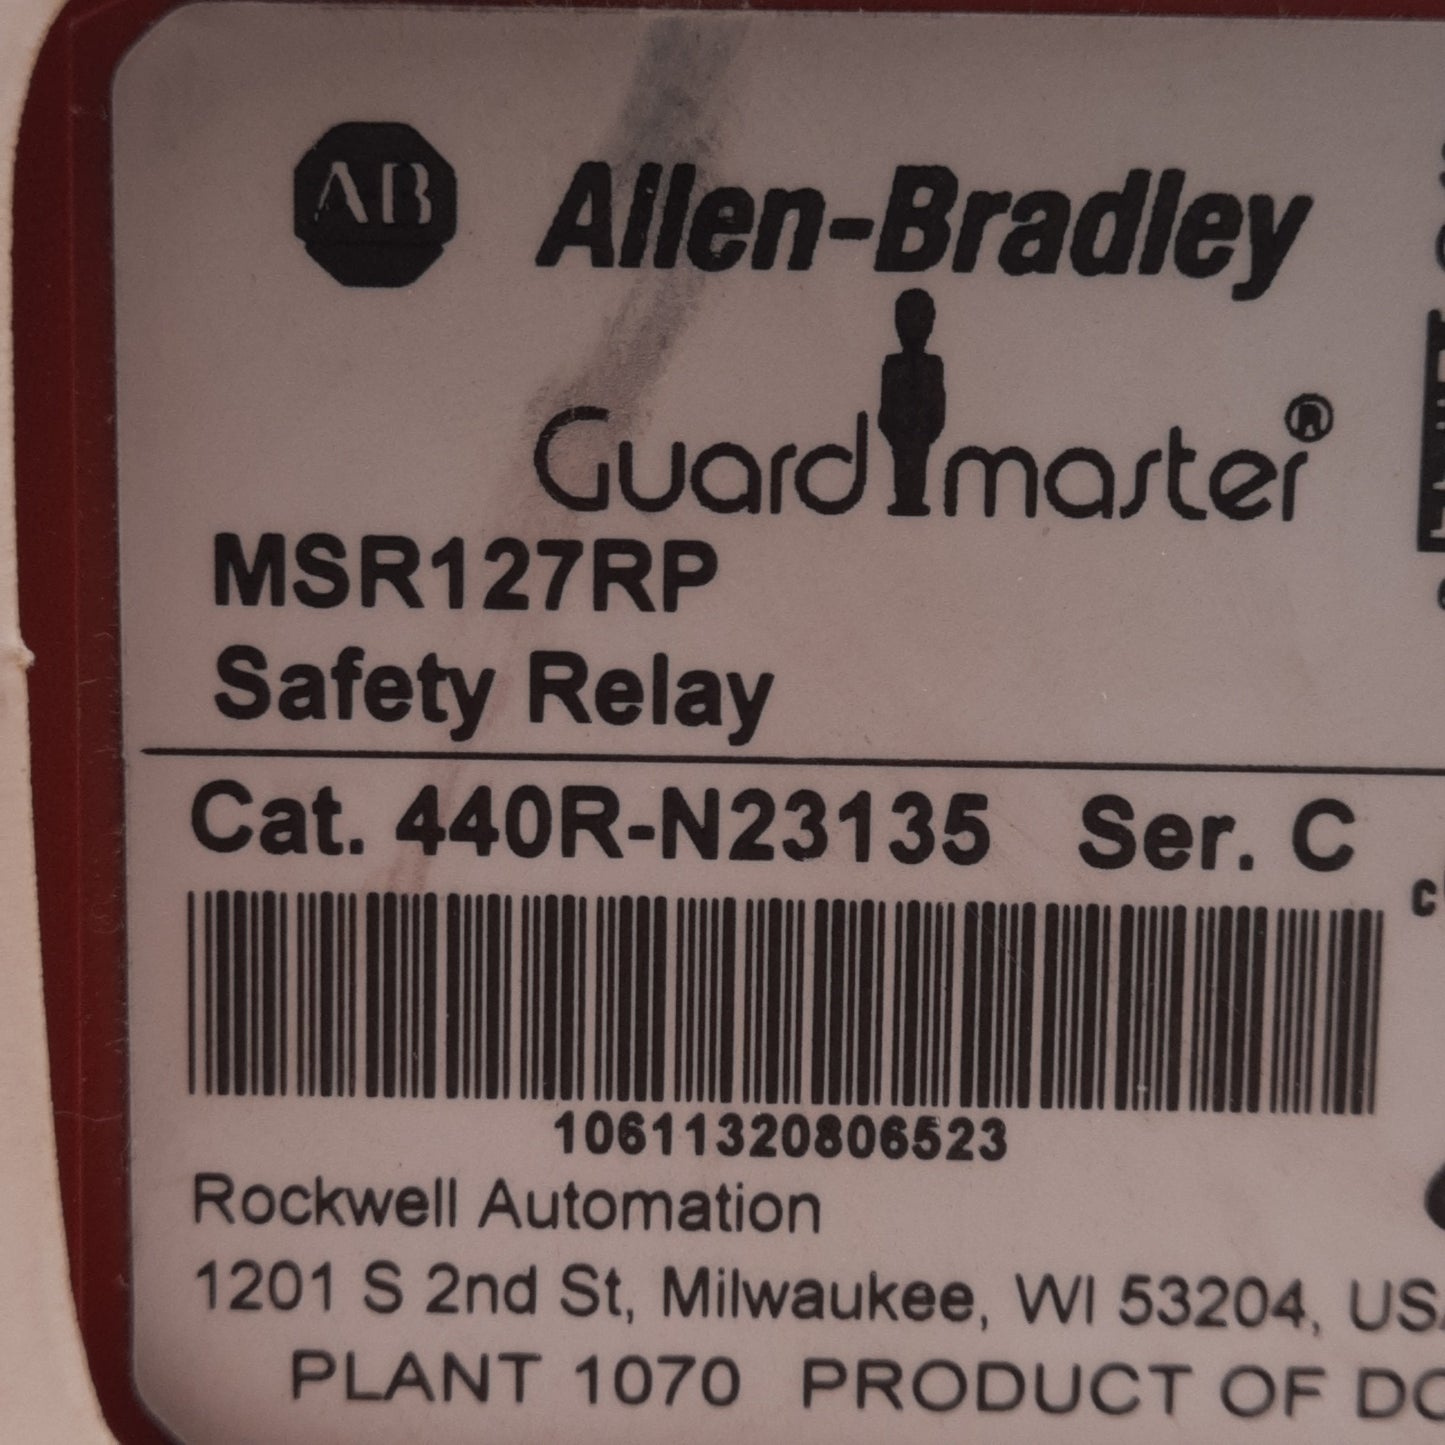 AB Allen-Bradley
Guardmaster®
MSR127RP
Safety Relay
Cat. 440R-N23135 Ser. C
10611320806523
Rockwell Automation
1201 S 2nd St, Milwaukee, WI 53204,
PLANT 1070 PRODUCT OF